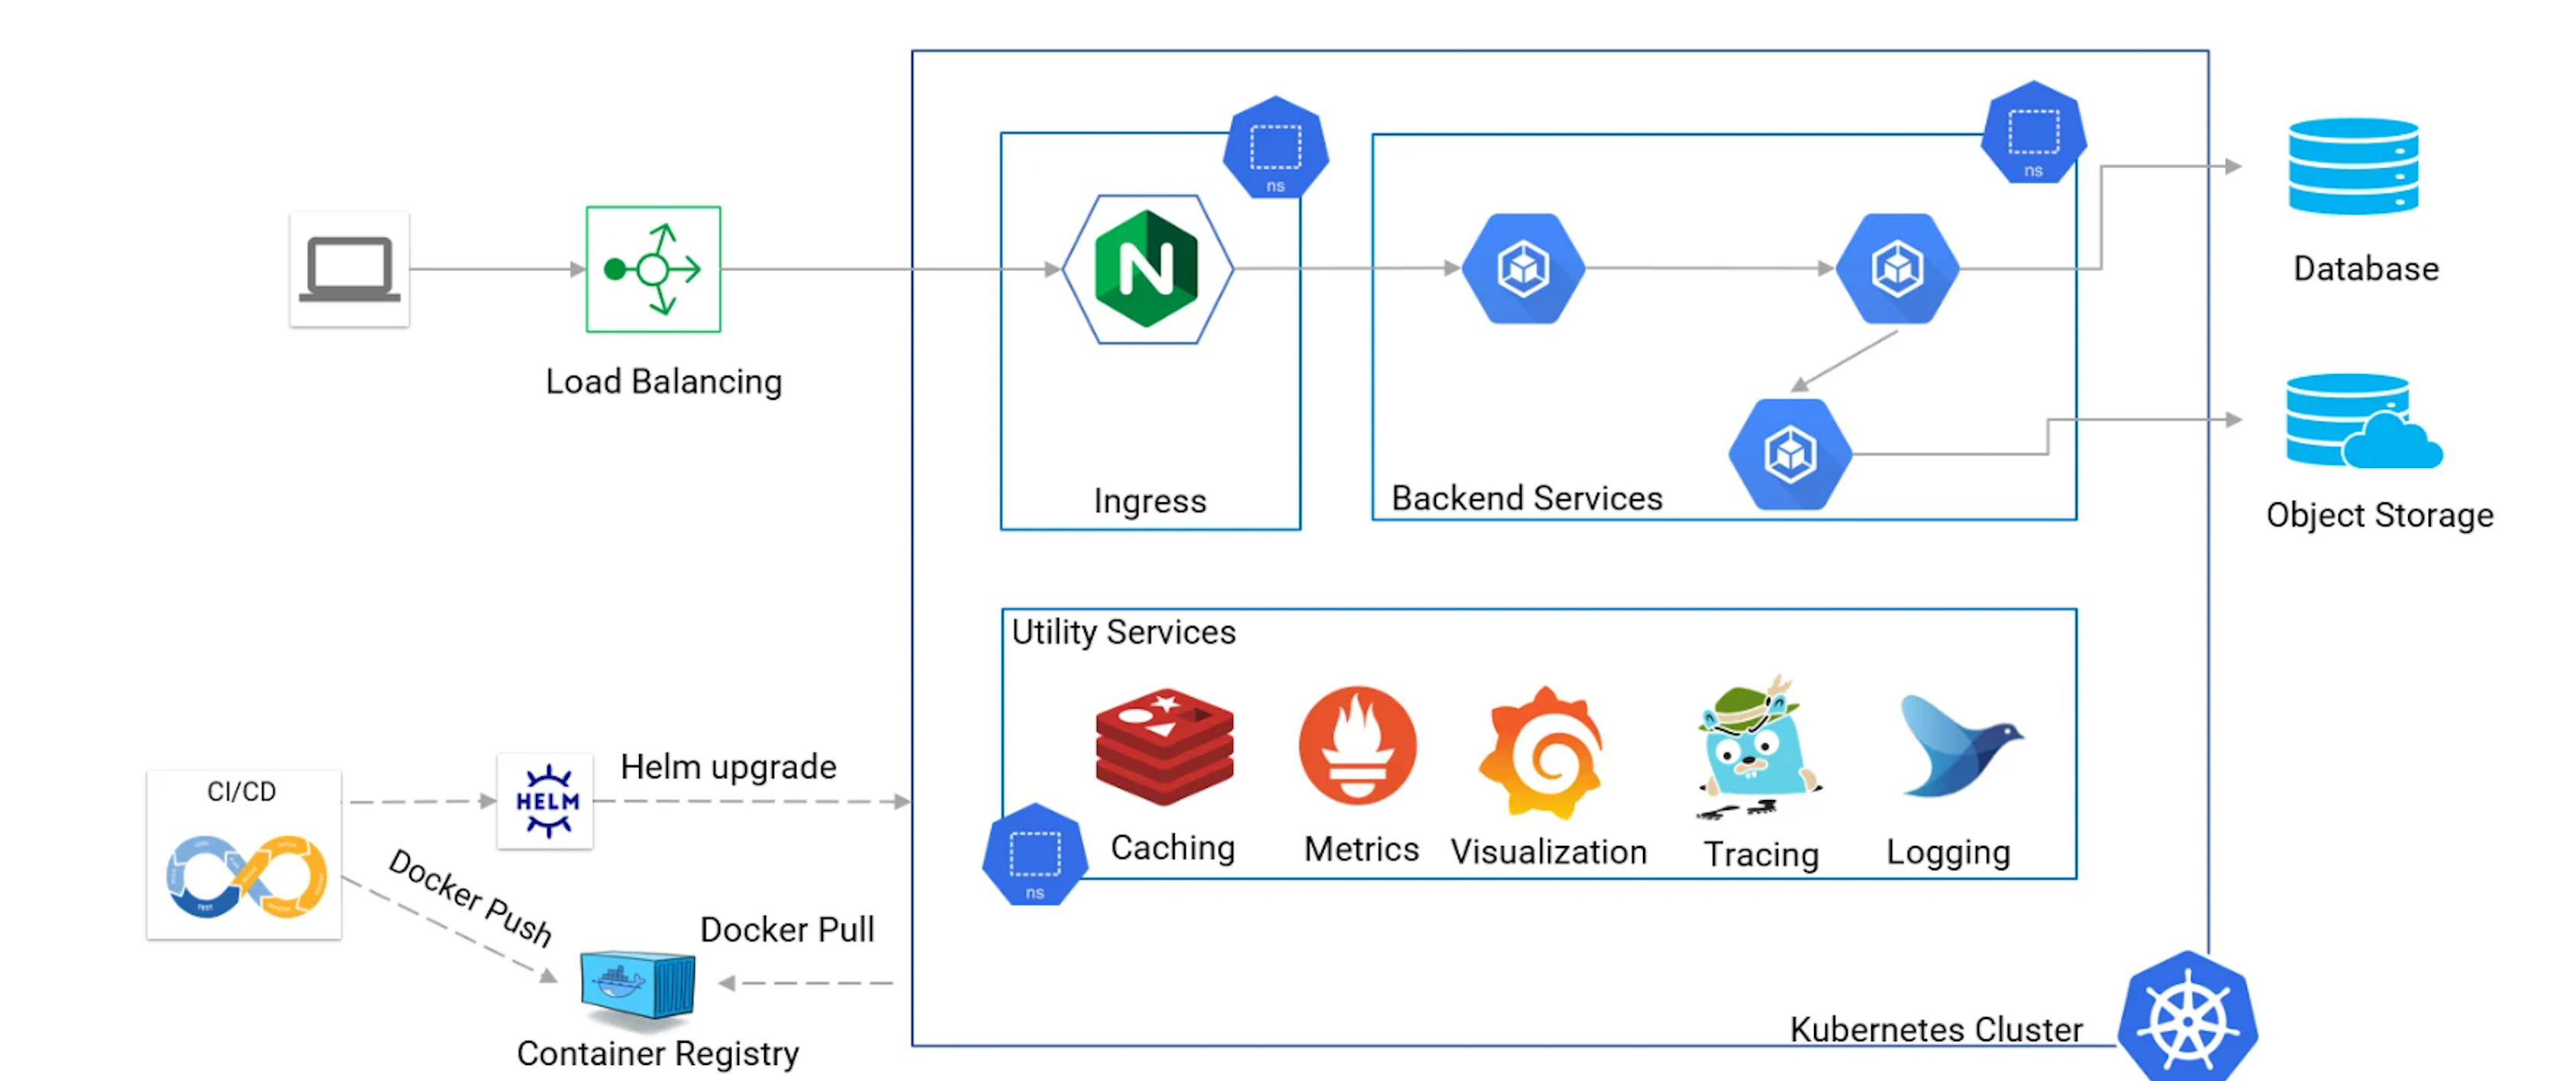 ns
ns
Database
Load Balancing
Ingress
Backend Services
Object Storage
Utility Services
Caching
Metrics
Visualization
Tracing
Logging
ns
CI/CD
TEST
HELM
Helm upgrade
Docker Push
Docker Pull
Container Registry
Kubernetes Cluster